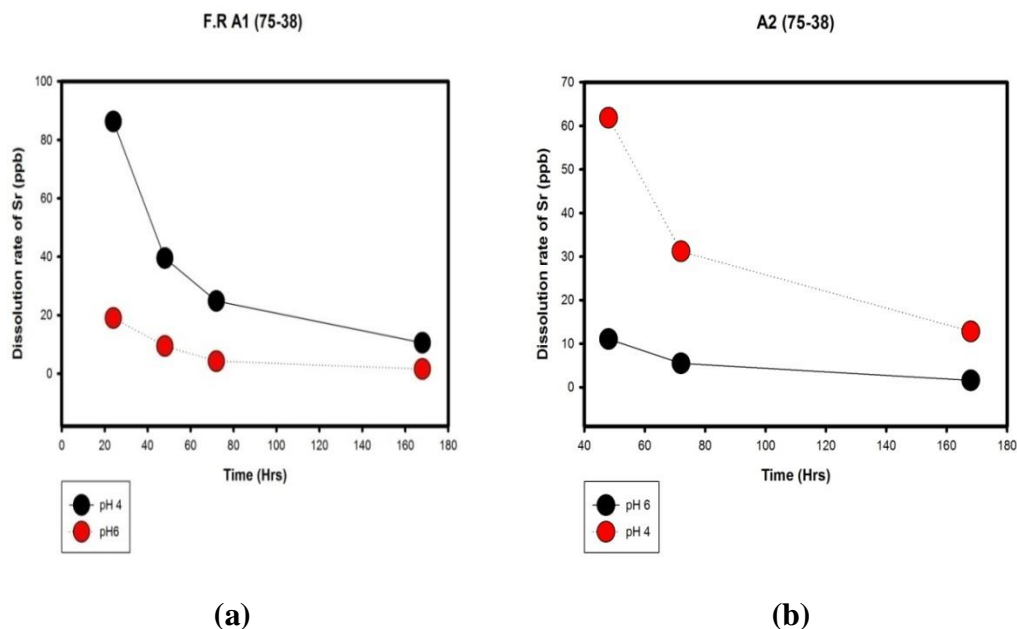 F.R A1 (75-38)
Dissolution rate of Sr (ppb)
100
80
60
40
20
0
0 20 40 60 80 100 120 140 160 180
Time (Hrs)
pH 4
pH6
(a)
A2 (75-38)
Dissolution rate of Sr (ppb)
70
60
50
40
30
20
10
0
40 60 80 100 120 140 160 180
Time (Hrs)
pH 6
pH 4
(b)